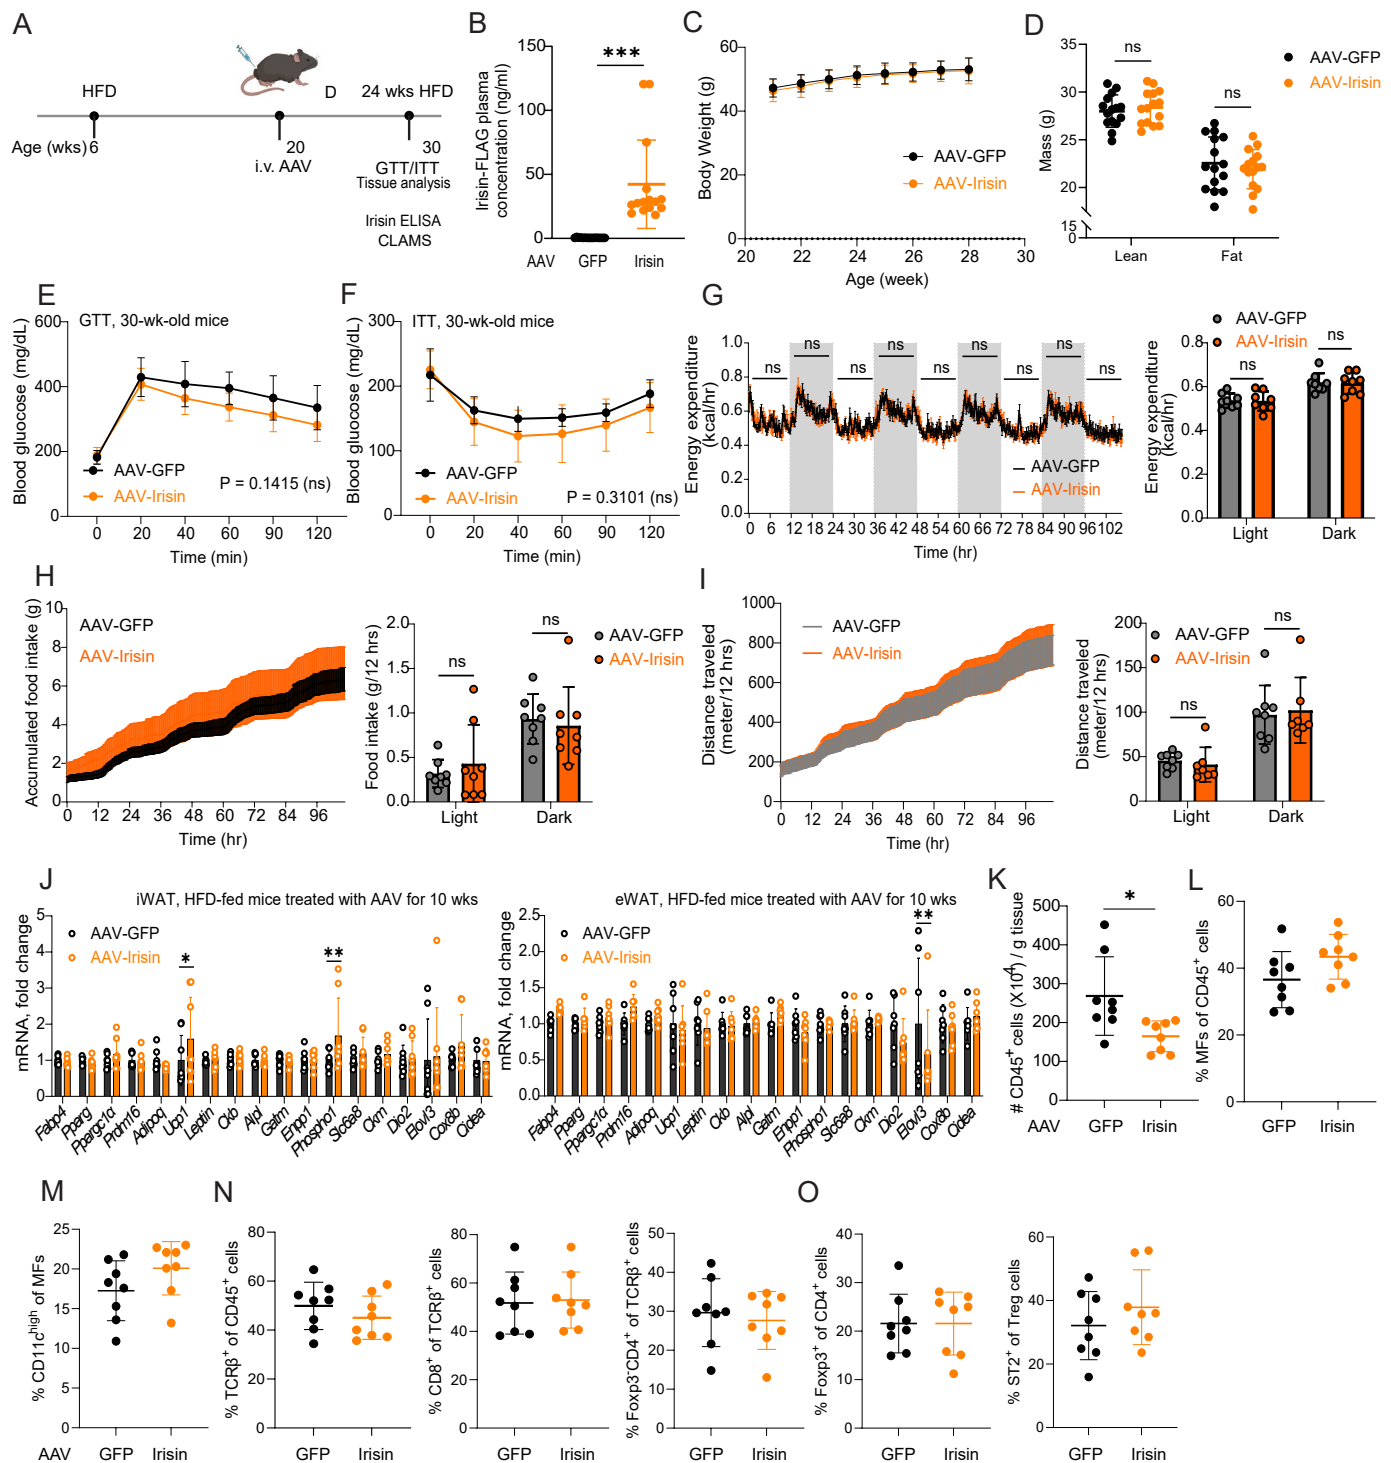 A
HFD
D
24 wks HFD
Age (wks) 6
20
30
i.v. AAV
GTT/ITT
Tissue analysis
Irisin ELISA
CLAMS
B
***
Irisin-FLAG plasma
concentration (ng/ml)
150
100
50
0
AAV GFP Irisin
C
Body Weight (g)
60
40
20
0
AAV-GFP
AAV-Irisin
20 22 24 26 28 30
Age (week)
D
Mass (g)
35
30
25
20
15
0
ns
ns
AAV-GFP
AAV-Irisin
Lean Fat
E
GTT, 30-wk-old mice
Blood glucose (mg/dL)
600
400
200
0
AAV-GFP
AAV-Irisin
P = 0.1415 (ns)
0 20 40 60 90 120
Time (min)
F
ITT, 30-wk-old mice
Blood glucose (mg/dL)
300
200
100
0
AAV-GFP
AAV-Irisin
P = 0.3101 (ns)
0 20 40 60 90 120
Time (min)
G
Energy expenditure
(kcal/hr)
1.0
0.8
0.6
0.4
0.2
0.0
ns ns ns ns ns ns ns ns ns
AAV-GFP
AAV-Irisin
0 6 12 18 24 30 36 42 48 54 60 66 72 78 84 90 96 102
Time (hr)
Energy expenditure
(kcal/hr)
0.8
0.6
0.4
0.2
0.0
AAV-GFP
AAV-Irisin
ns
ns
Light Dark
H
Accumulated food intake (g)
10
8
6
4
2
0
AAV-GFP
AAV-Irisin
0 12 24 36 48 60 72 84 96
Time (hr)
Food intake (g/12 hrs)
2.0
1.5
1.0
0.5
0.0
ns
ns
AAV-GFP
AAV-Irisin
Light Dark
I
Distance traveled
(meter/12 hrs)
1000
800
600
400
200
0
AAV-GFP
AAV-Irisin
0 12 24 36 48 60 72 84 96
Time (hr)
Distance traveled
(meter/12 hrs)
200
150
100
50
0
ns
ns
AAV-GFP
AAV-Irisin
Light Dark
J
iWAT, HFD-fed mice treated with AAV for 10 wks
mRNA, fold change
5
4
3
2
1
0
AAV-GFP
AAV-Irisin
*
**
Fabp4 Pparg Ppargc1a Prdm16 Adipoq Ucp1 Leptin Ckb Alpl Gatm Enpp1 Phospho1 Slc6a8 Ckm Dio2 Elovl3 Cox8b Cidea
eWAT, HFD-fed mice treated with AAV for 10 wks
mRNA, fold change
2.5
2.0
1.5
1.0
0.5
0.0
AAV-GFP
AAV-Irisin
**
Fabp4 Pparg Ppargc1a Prdm16 Adipoq Ucp1 Leptin Ckb Alpl Gatm Enpp1 Phospho1 Slc6a8 Ckm Dio2 Elovl3 Cox8b Cidea
K
# CD45⁺ cells (X10⁴) / g tissue
500
400
300
200
100
0
*
AAV GFP Irisin
L
% MFs of CD45⁺ cells
60
40
20
0
GFP Irisin
M
% CD11c^high of MFs
25
20
15
10
5
0
AAV GFP Irisin
N
% TCRβ⁺ of CD45⁺ cells
80
60
40
20
0
GFP Irisin
% CD8⁺ of TCRβ⁺ cells
80
60
40
20
0
GFP Irisin
% Foxp3⁻CD4⁺ of TCRβ⁺ cells
50
40
30
20
10
0
GFP Irisin
O
% Foxp3⁺ of CD4⁺ cells
40
30
20
10
0
GFP Irisin
% ST2⁺ of Treg cells
60
40
20
0
AAV GFP Irisin